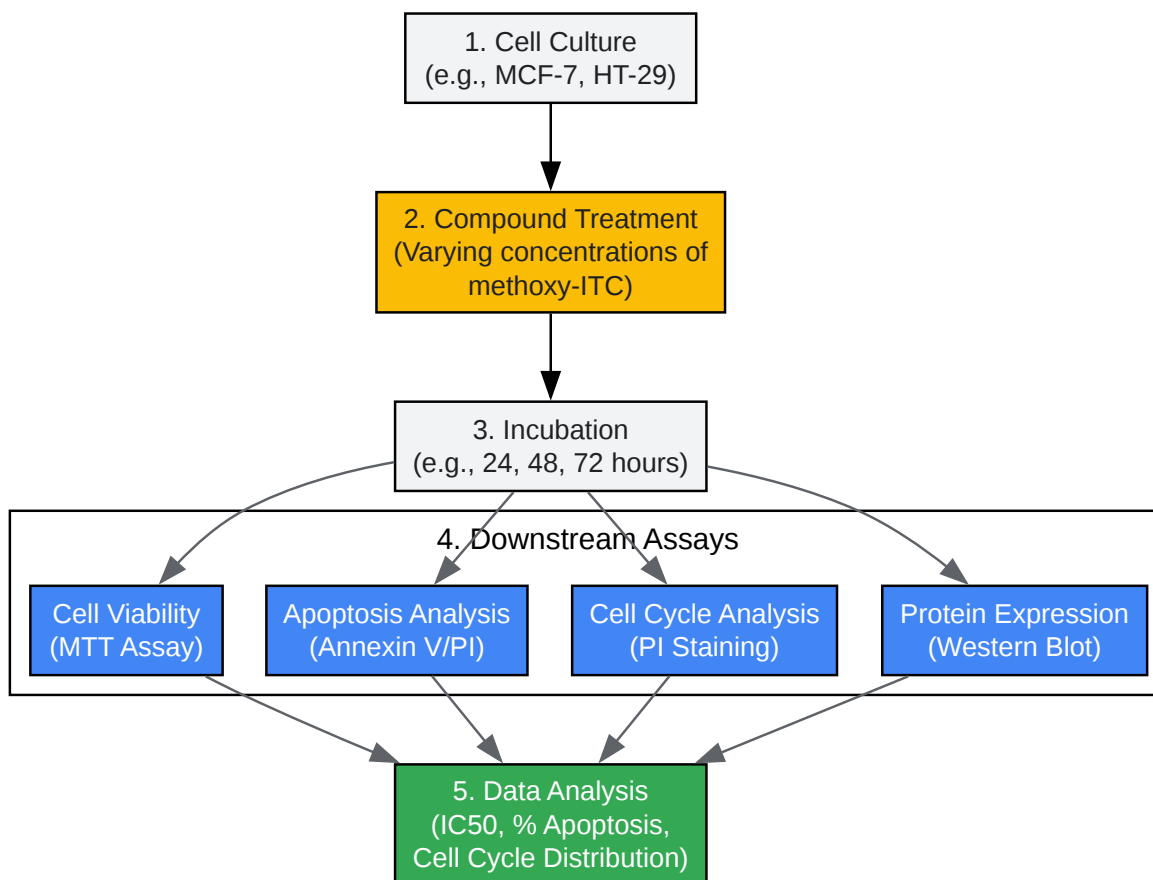 1. Cell Culture
(e.g., MCF-7, HT-29)
2. Compound Treatment
(Varying concentrations of
methoxy-ITC)
3. Incubation
(e.g., 24, 48, 72 hours)
4. Downstream Assays
Cell Viability
(MTT Assay)
Apoptosis Analysis
(Annexin V/PI)
Cell Cycle Analysis
(PI Staining)
Protein Expression
(Western Blot)
5. Data Analysis
(IC50, % Apoptosis,
Cell Cycle Distribution)